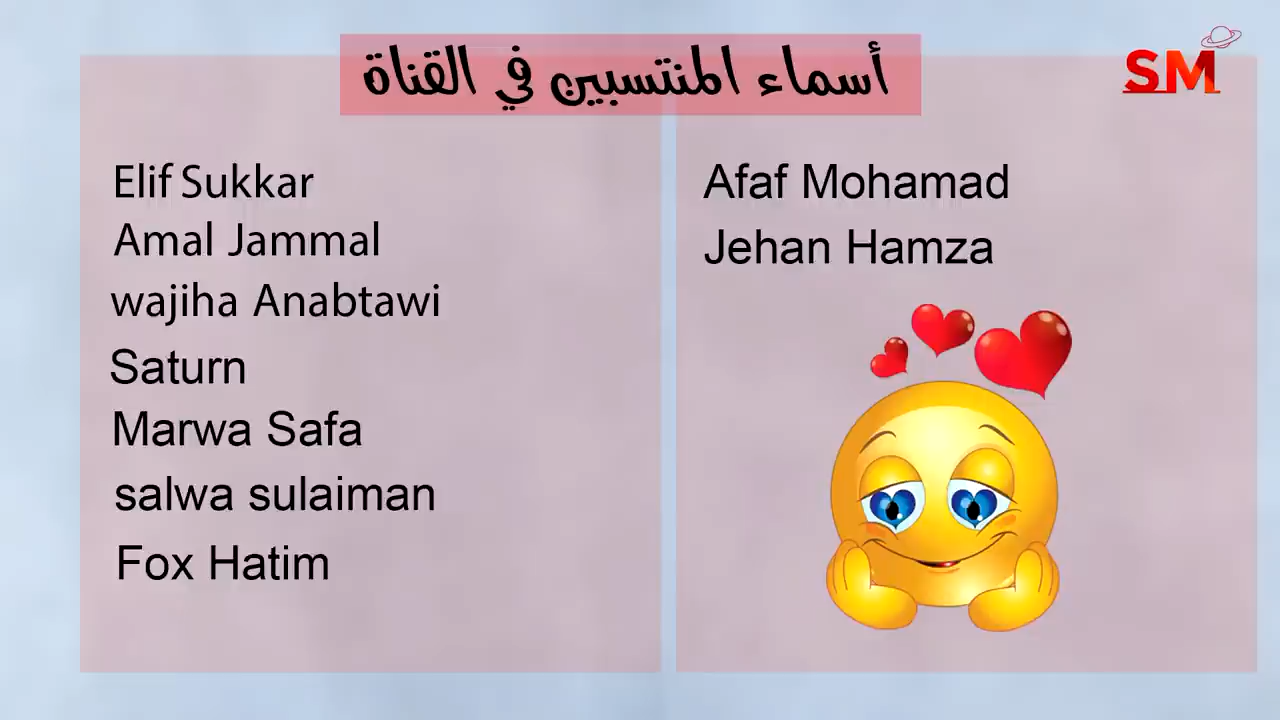 أسماء المنتسبين في القناة
SM
Elif Sukkar
Amal Jammal
wajiha Anabtawi
Saturn
Marwa Safa
salwa sulaiman
Fox Hatim
Afaf Mohamad
Jehan Hamza